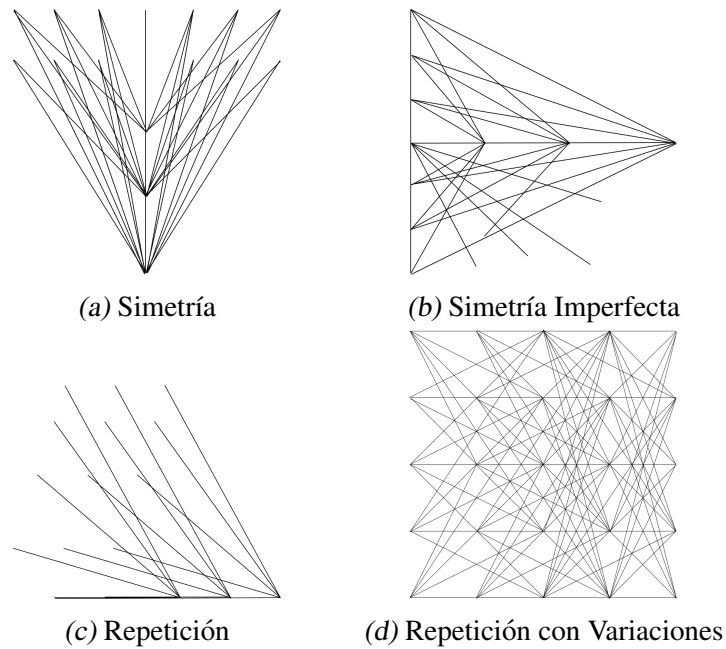 (a) Simetría
(b) Simetría Imperfecta
(c) Repetición
(d) Repetición con Variaciones